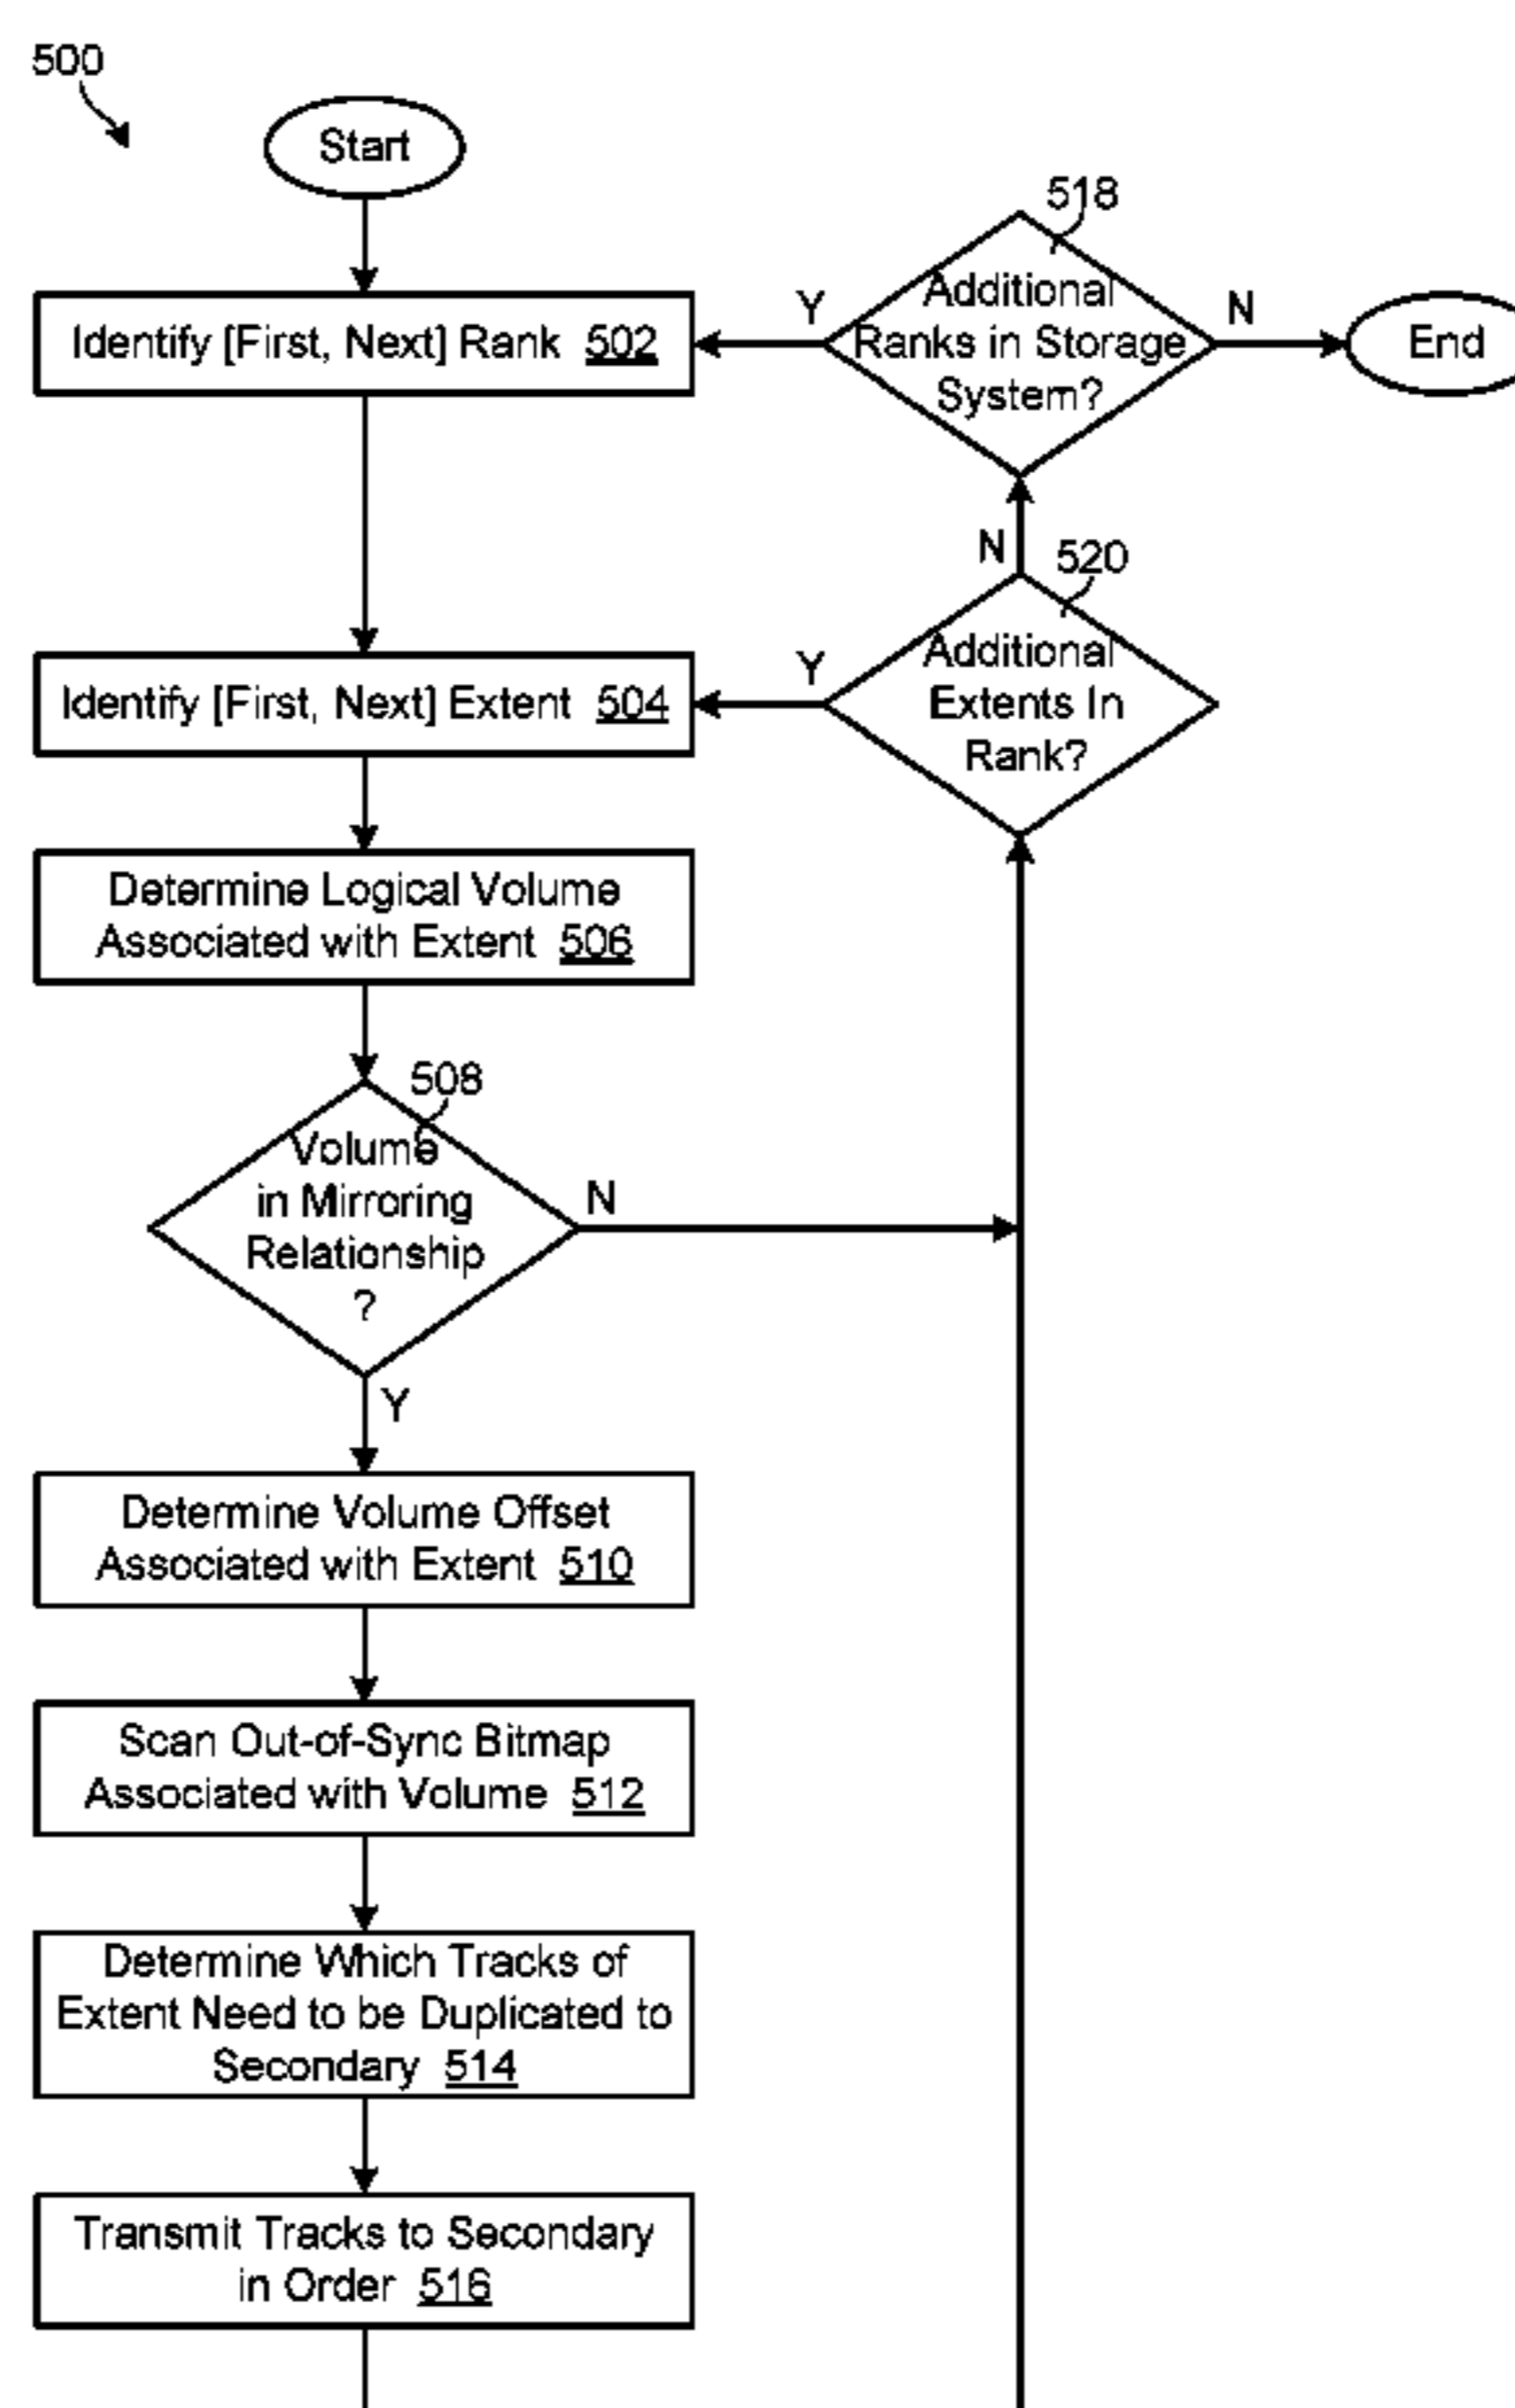 500
Start
518
Additional
Ranks in Storage
System?
Y
N
End
Identify [First, Next] Rank 502
N
520
Additional
Extents In
Rank?
Y
Identify [First, Next] Extent 504
Determine Logical Volume
Associated with Extent 506
508
Volume
in Mirroring
Relationship
?
N
Y
Determine Volume Offset
Associated with Extent 510
Scan Out-of-Sync Bitmap
Associated with Volume 512
Determine Which Tracks of
Extent Need to be Duplicated to
Secondary 514
Transmit Tracks to Secondary
in Order 516